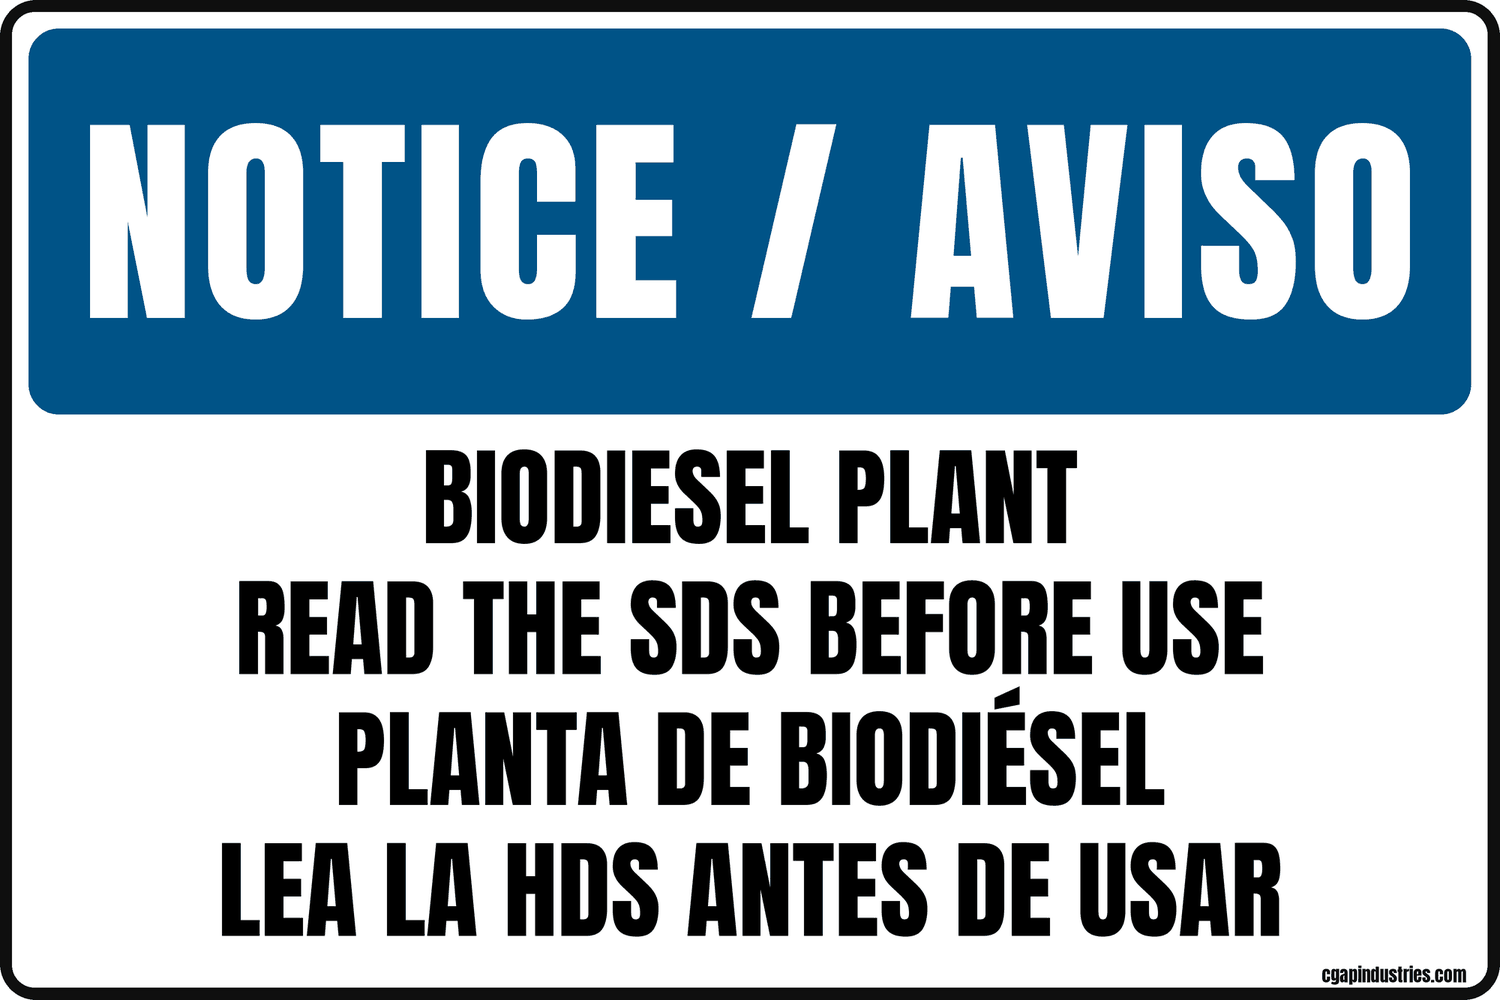 NOTICE / AVISO
BIODIESEL PLANT
READ THE SDS BEFORE USE
PLANTA DE BIODIÉSEL
LEA LA HDS ANTES DE USAR
cgapindustries.com